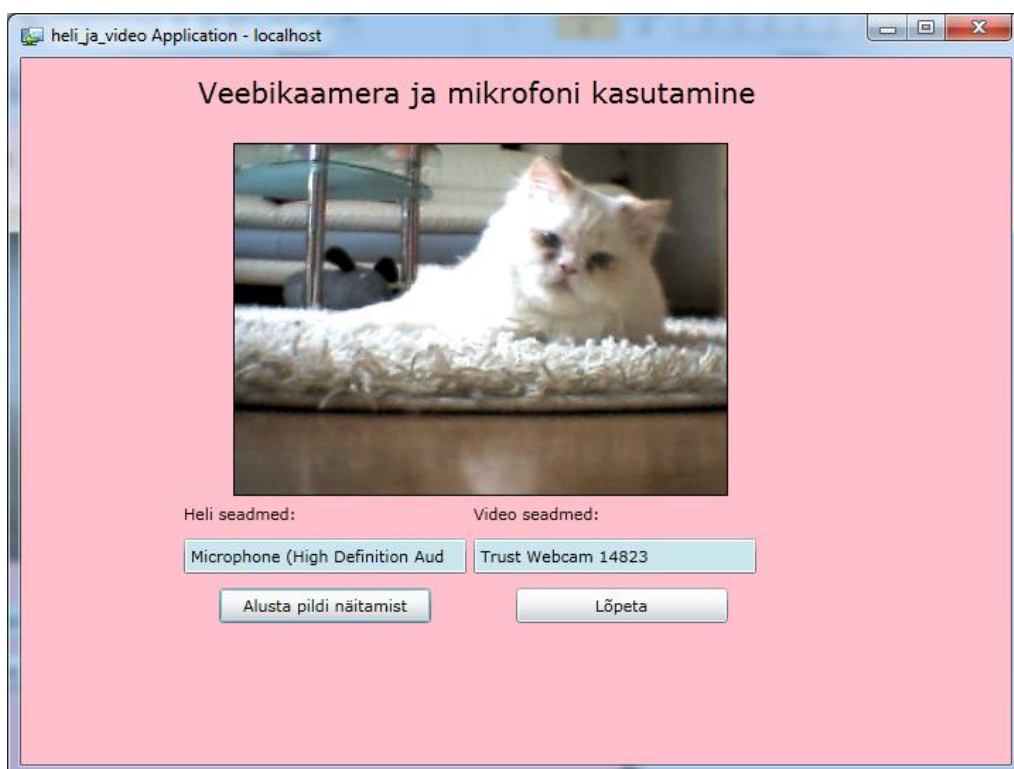 heli_ja_video Application - localhost
Veebikaamera ja mikrofoni kasutamine
Heli seadmed: Video seadmed:
Microphone (High Definition Aud Trust Webcam 14823
Alusta pildi näitamist Lõpeta